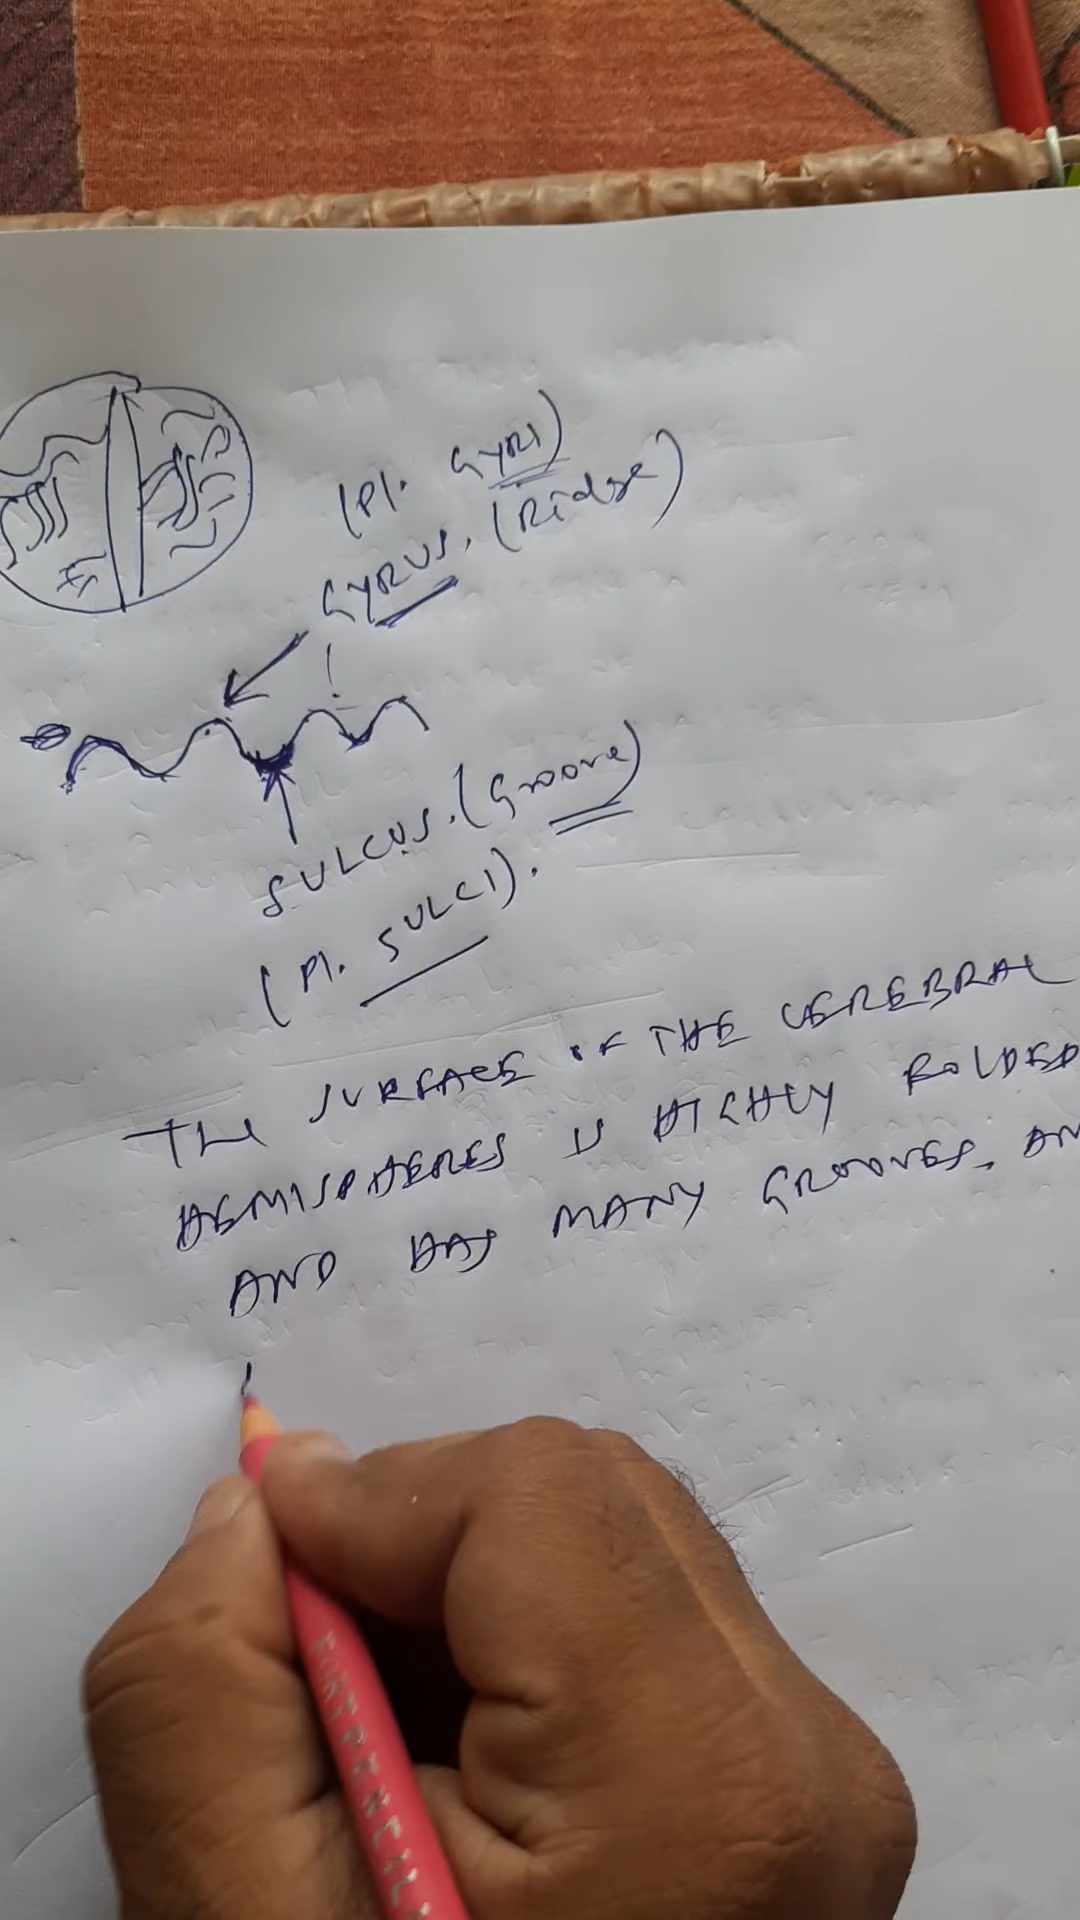 (Pl. GYRI)
GYRUS. (Ridge)
SULCUS. (Groove)
(Pl. SULCI).
THE SURFACE OF THE CEREBRAL
HEMISPHERES IS HIGHLY FOLDED
AND HAS MANY GROOVES. AN